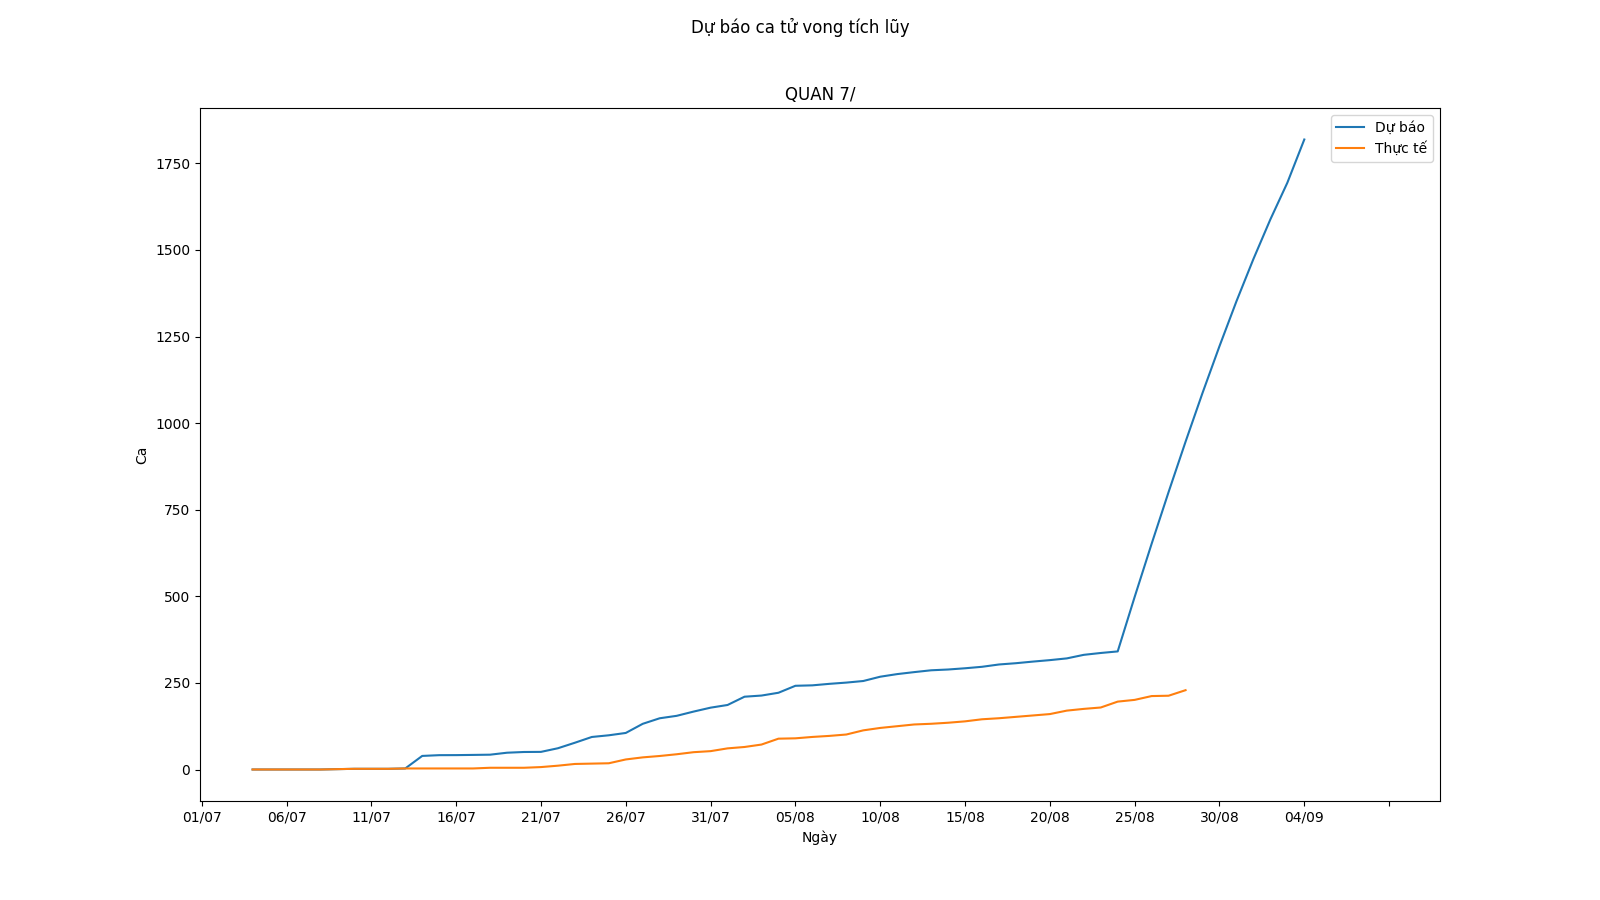 Dự báo ca tử vong tích lũy
QUAN 7/
Dự báo
Thực tế
1750
1500
1250
1000
750
500
250
0
Ca
01/07 06/07 11/07 16/07 21/07 26/07 31/07 05/08 10/08 15/08 20/08 25/08 30/08 04/09
Ngày